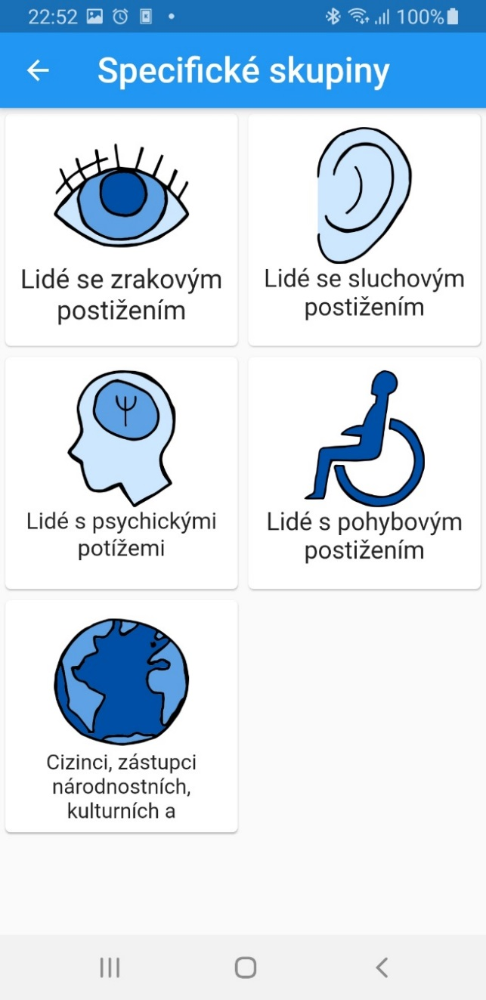 22:52
100%
Specifické skupiny
Lidé se zrakovým
postižením
Lidé se sluchovým
postižením
Lidé s psychickými
potížemi
Lidé s pohybovým
postižením
Cizinci, zástupci
národnostních,
kulturních a